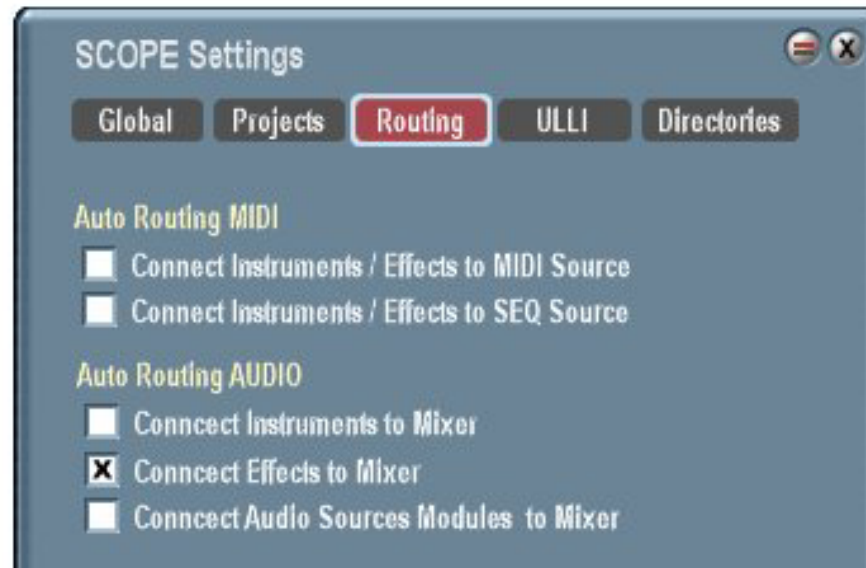 SCOPE Settings
Global Projects Routing ULLI Directories
Auto Routing MIDI
Connect Instruments / Effects to MIDI Source
Connect Instruments / Effects to SEQ Source
Auto Routing AUDIO
Conncect Instruments to Mixer
Conncect Effects to Mixer
Conncect Audio Sources Modules to Mixer